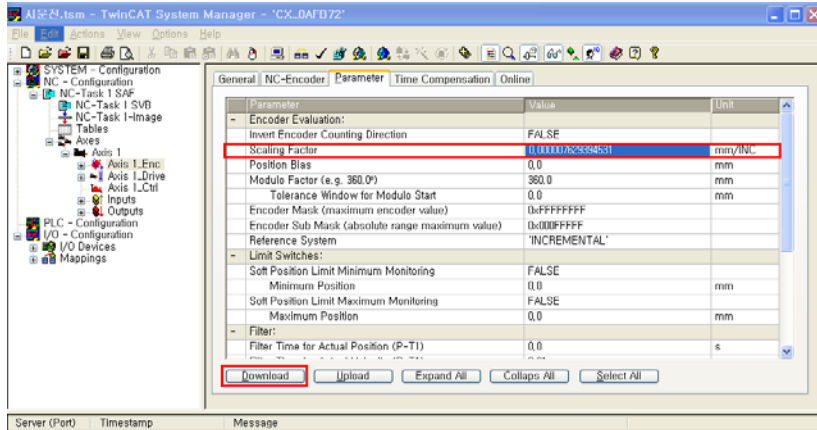 시운전.tsm - TwinCAT System Manager - 'CX_0AFB72'
File Edit Actions View Options Help
SYSTEM - Configuration
NC - Configuration
NC-Task 1 SAF
NC-Task 1 SVB
NC-Task 1-Image
Tables
Axes
Axis 1
Axis 1_Enc
Axis 1_Drive
Axis 1_Ctrl
Inputs
Outputs
PLC - Configuration
I/O - Configuration
I/O Devices
Mappings
General NC-Encoder Parameter Time Compensation Online
Parameter Value Unit
- Encoder Evaluation:
Invert Encoder Counting Direction FALSE
Scaling Factor 0,000007629394531 mm/INC
Position Bias 0,0 mm
Modulo Factor (e.g. 360.0°) 360.0 mm
Tolerance Window for Modulo Start 0,0 mm
Encoder Mask (maximum encoder value) 0xFFFFFFFF
Encoder Sub Mask (absolute range maximum value) 0x000FFFFF
Reference System 'INCREMENTAL'
- Limit Switches:
Soft Position Limit Minimum Monitoring FALSE
Minimum Position 0,0 mm
Soft Position Limit Maximum Monitoring FALSE
Maximum Position 0,0 mm
- Filter:
Filter Time for Actual Position (P-T1) 0,0 s
Download Upload Expand All Collaps All Select All
Server (Port) Timestamp Message